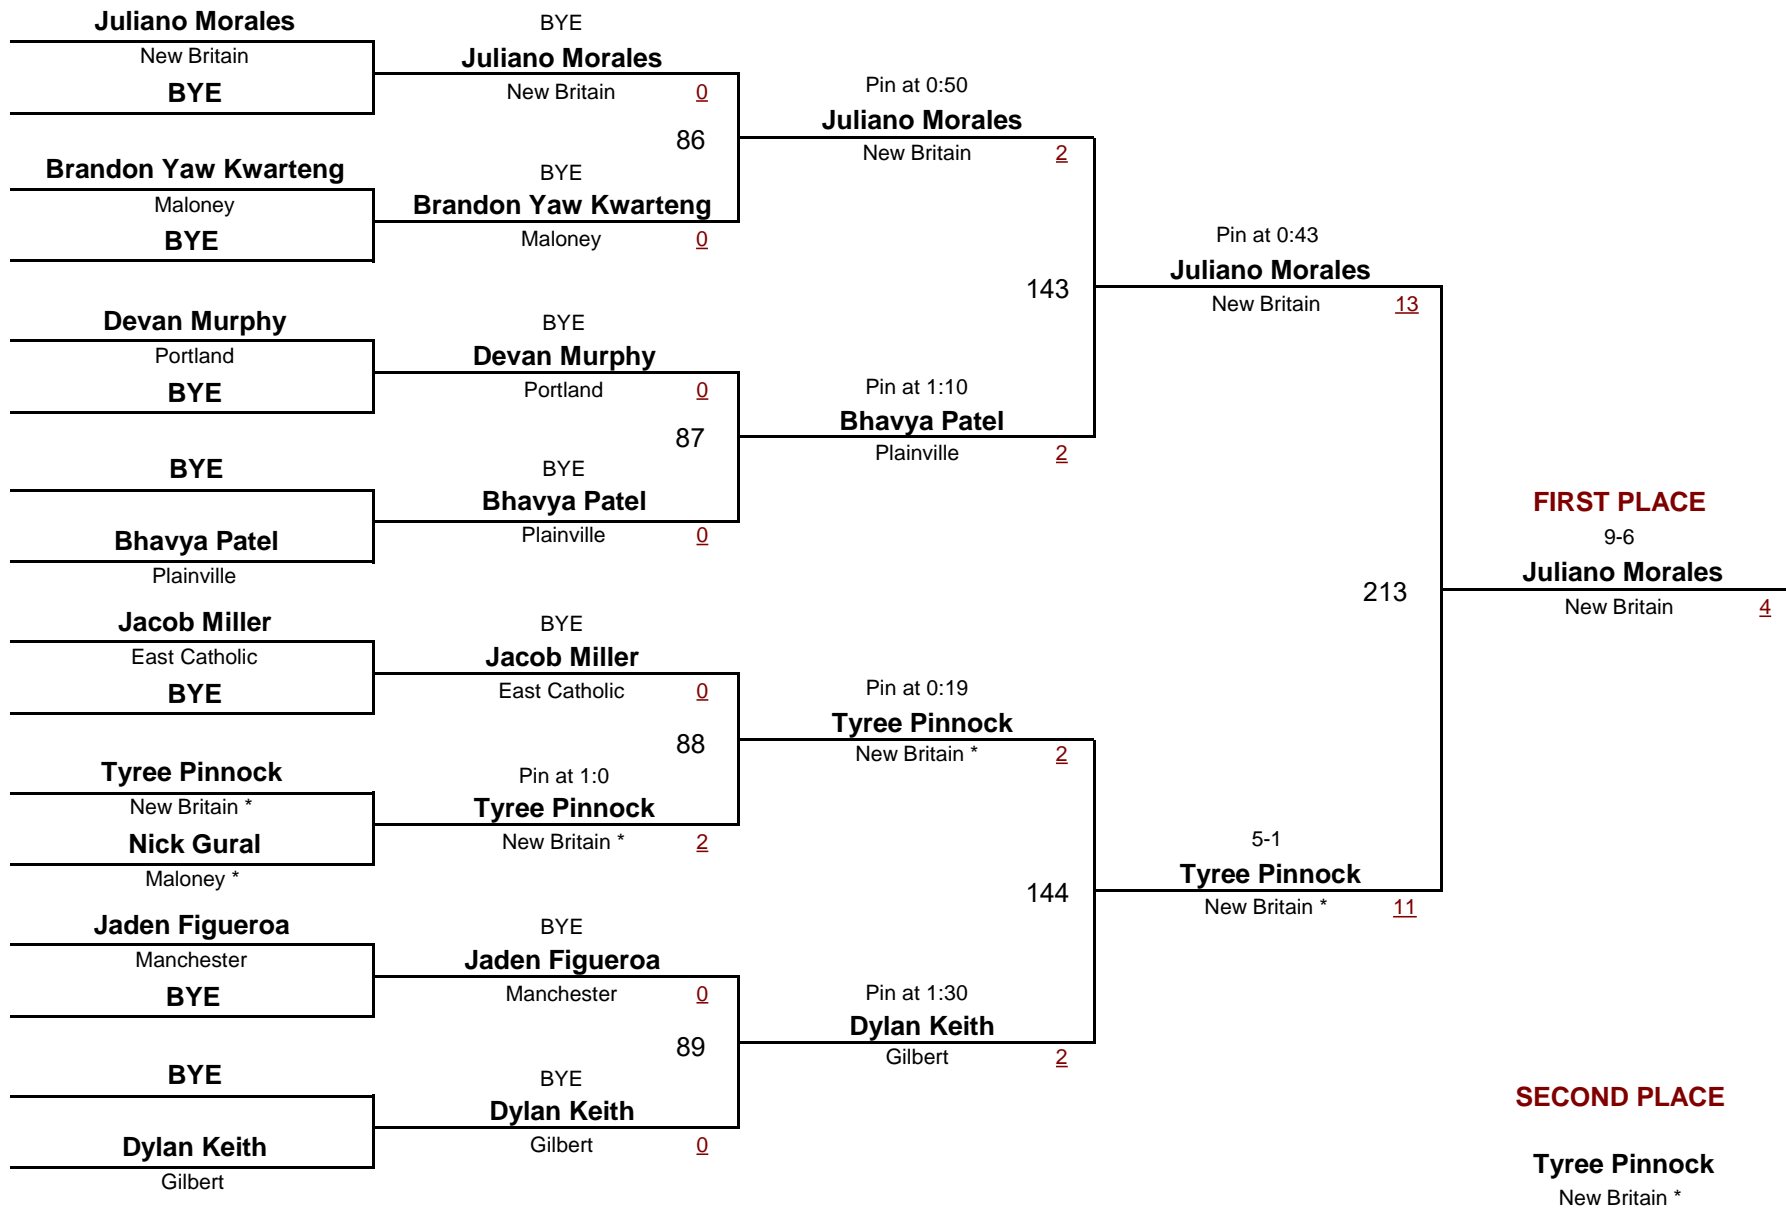 Juliano Morales
New Britain
BYE
Brandon Yaw Kwarteng
Maloney
BYE
Devan Murphy
Portland
BYE
BYE
Bhavya Patel
Plainville
Jacob Miller
East Catholic
BYE
Tyree Pinnock
New Britain *
Nick Gural
Maloney *
Jaden Figueroa
Manchester
BYE
BYE
Dylan Keith
Gilbert
BYE
Juliano Morales
New Britain 0
86
BYE
Brandon Yaw Kwarteng
Maloney 0
BYE
Devan Murphy
Portland 0
87
BYE
Bhavya Patel
Plainville 0
BYE
Jacob Miller
East Catholic 0
88
Pin at 1:0
Tyree Pinnock
New Britain * 2
BYE
Jaden Figueroa
Manchester 0
89
BYE
Dylan Keith
Gilbert 0
Pin at 0:50
Juliano Morales
New Britain 2
143
Pin at 1:10
Bhavya Patel
Plainville 2
Pin at 0:19
Tyree Pinnock
New Britain * 2
144
Pin at 1:30
Dylan Keith
Gilbert 2
Pin at 0:43
Juliano Morales
New Britain 13
213
5-1
Tyree Pinnock
New Britain * 11
FIRST PLACE
9-6
Juliano Morales
New Britain 4
SECOND PLACE
Tyree Pinnock
New Britain *